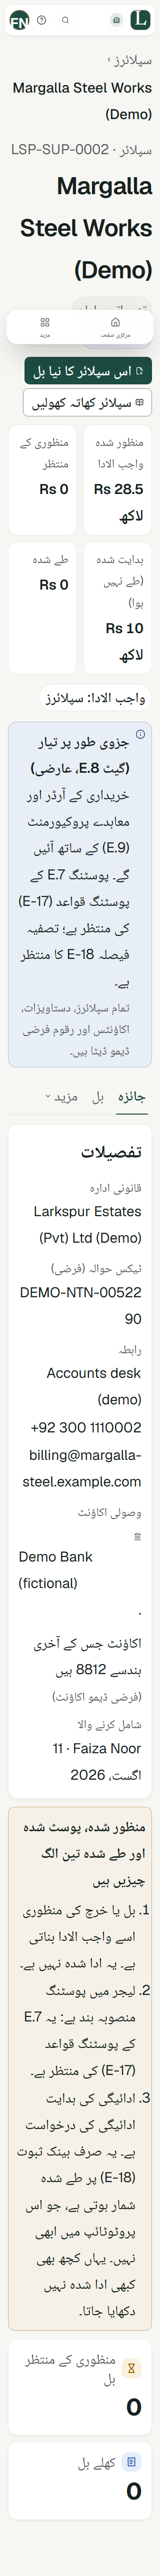 FN
L
سپلائرز
Margalla Steel Works
(Demo)
سپلائر · LSP-SUP-0002
Margalla
Steel Works
(Demo)
مرکزی صفحہ
مزید
اس سپلائر کا نیا بل
سپلائر کھاتہ کھولیں
منظور شدہ
واجب الادا
Rs 28.5
لاکھ
منظوری کے
منتظر
Rs 0
ہدایت شدہ
(طے نہیں
ہوا)
Rs 10
لاکھ
طے شدہ
Rs 0
واجب الادا: سپلائرز
جزوی طور پر تیار
(گیٹ E.8، عارضی)
خریداری کے آرڈر اور
معاہدے پروکیورمنٹ
(E.9) کے ساتھ آئیں
گے۔ پوسٹنگ E.7 کے
پوسٹنگ قواعد (E-17)
کی منتظر ہے؛ تصفیہ
فیصلہ E-18 کا منتظر
ہے۔
تمام سپلائرز، دستاویزات،
اکاؤنٹس اور رقوم فرضی
ڈیمو ڈیٹا ہیں۔
جائزہ
بل
مزید
تفصیلات
قانونی ادارہ
Larkspur Estates
(Pvt) Ltd (Demo)
ٹیکس حوالہ (فرضی)
DEMO-NTN-00522
90
رابطہ
Accounts desk
(demo)
+92 300 1110002
billing@margalla-
steel.example.com
وصولی اکاؤنٹ
Demo Bank
(fictional)
·
اکاؤنٹ جس کے آخری
ہندسے 8812 ہیں
(فرضی ڈیمو اکاؤنٹ)
شامل کرنے والا
Faiza Noor · 11
اگست، 2026
منظور شدہ، پوسٹ شدہ
اور طے شدہ تین الگ
چیزیں ہیں
1. بل یا خرچ کی منظوری
اسے واجب الادا بناتی
ہے۔ یہ ادا شدہ نہیں ہے۔
2. لیجر میں پوسٹنگ
منصوبہ بند ہے: یہ E.7
کے پوسٹنگ قواعد
(E-17) کی منتظر ہے۔
3. ادائیگی کی ہدایت
ادائیگی کی درخواست
ہے۔ یہ صرف بینک ثبوت
(E-18) پر طے شدہ
شمار ہوتی ہے، جو اس
پروٹوٹائپ میں ابھی
نہیں۔ یہاں کچھ بھی
کبھی ادا شدہ نہیں
دکھایا جاتا۔
منظوری کے منتظر
بل
0
کھلے بل
0